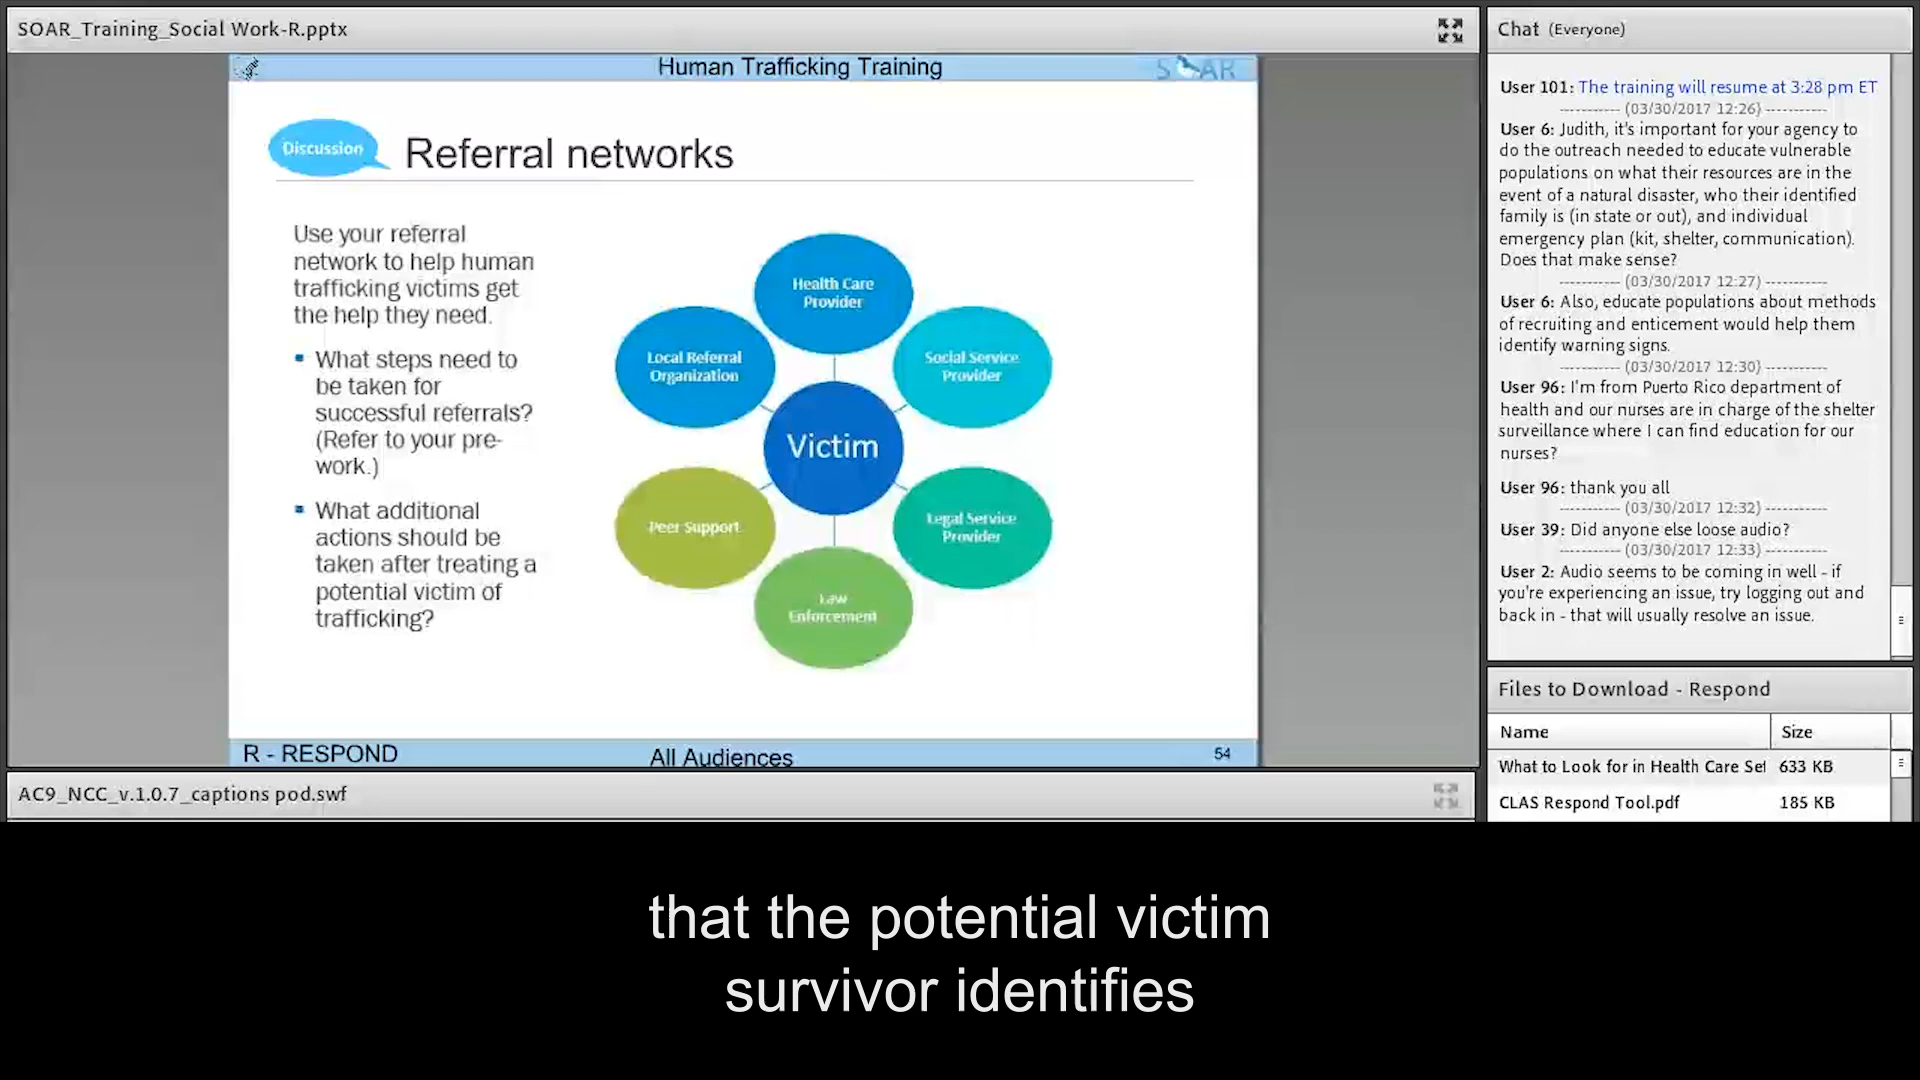 SOAR_Training_Social Work-R.pptx
Human Trafficking Training
SOAR
Discussion
Referral networks
Use your referral
network to help human
trafficking victims get
the help they need.
▪ What steps need to
be taken for
successful referrals?
(Refer to your pre-
work.)
▪ What additional
actions should be
taken after treating a
potential victim of
trafficking?
Health Care
Provider
Local Referral
Organization
Social Service
Provider
Victim
Peer Support
Legal Service
Provider
Law
Enforcement
R - RESPOND
All Audiences
54
AC9_NCC_v.1.0.7_captions pod.swf
that the potential victim
survivor identifies
Chat (Everyone)
User 101: The training will resume at 3:28 pm ET
---------- (03/30/2017 12:26) ----------
User 6: Judith, it's important for your agency to
do the outreach needed to educate vulnerable
populations on what their resources are in the
event of a natural disaster, who their identified
family is (in state or out), and individual
emergency plan (kit, shelter, communication).
Does that make sense?
---------- (03/30/2017 12:27) ----------
User 6: Also, educate populations about methods
of recruiting and enticement would help them
identify warning signs.
---------- (03/30/2017 12:30) ----------
User 96: I'm from Puerto Rico department of
health and our nurses are in charge of the shelter
surveillance where I can find education for our
nurses?
User 96: thank you all
---------- (03/30/2017 12:32) ----------
User 39: Did anyone else loose audio?
---------- (03/30/2017 12:33) ----------
User 2: Audio seems to be coming in well - if
you're experiencing an issue, try logging out and
back in - that will usually resolve an issue.
Files to Download - Respond
Name Size
What to Look for in Health Care Set 633 KB
CLAS Respond Tool.pdf 185 KB